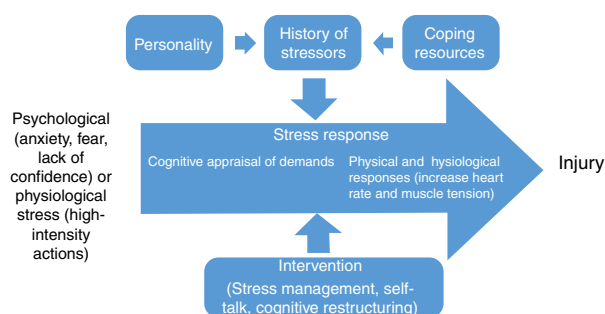 Personality
History of
stressors
Coping
resources
Psychological
(anxiety, fear,
lack of
confidence) or
physiological
stress (high-
intensity
actions)
Stress response
Cognitive appraisal of demands
Physical and hysiological
responses (increase heart
rate and muscle tension)
Injury
Intervention
(Stress management, self-
talk, cognitive restructuring)